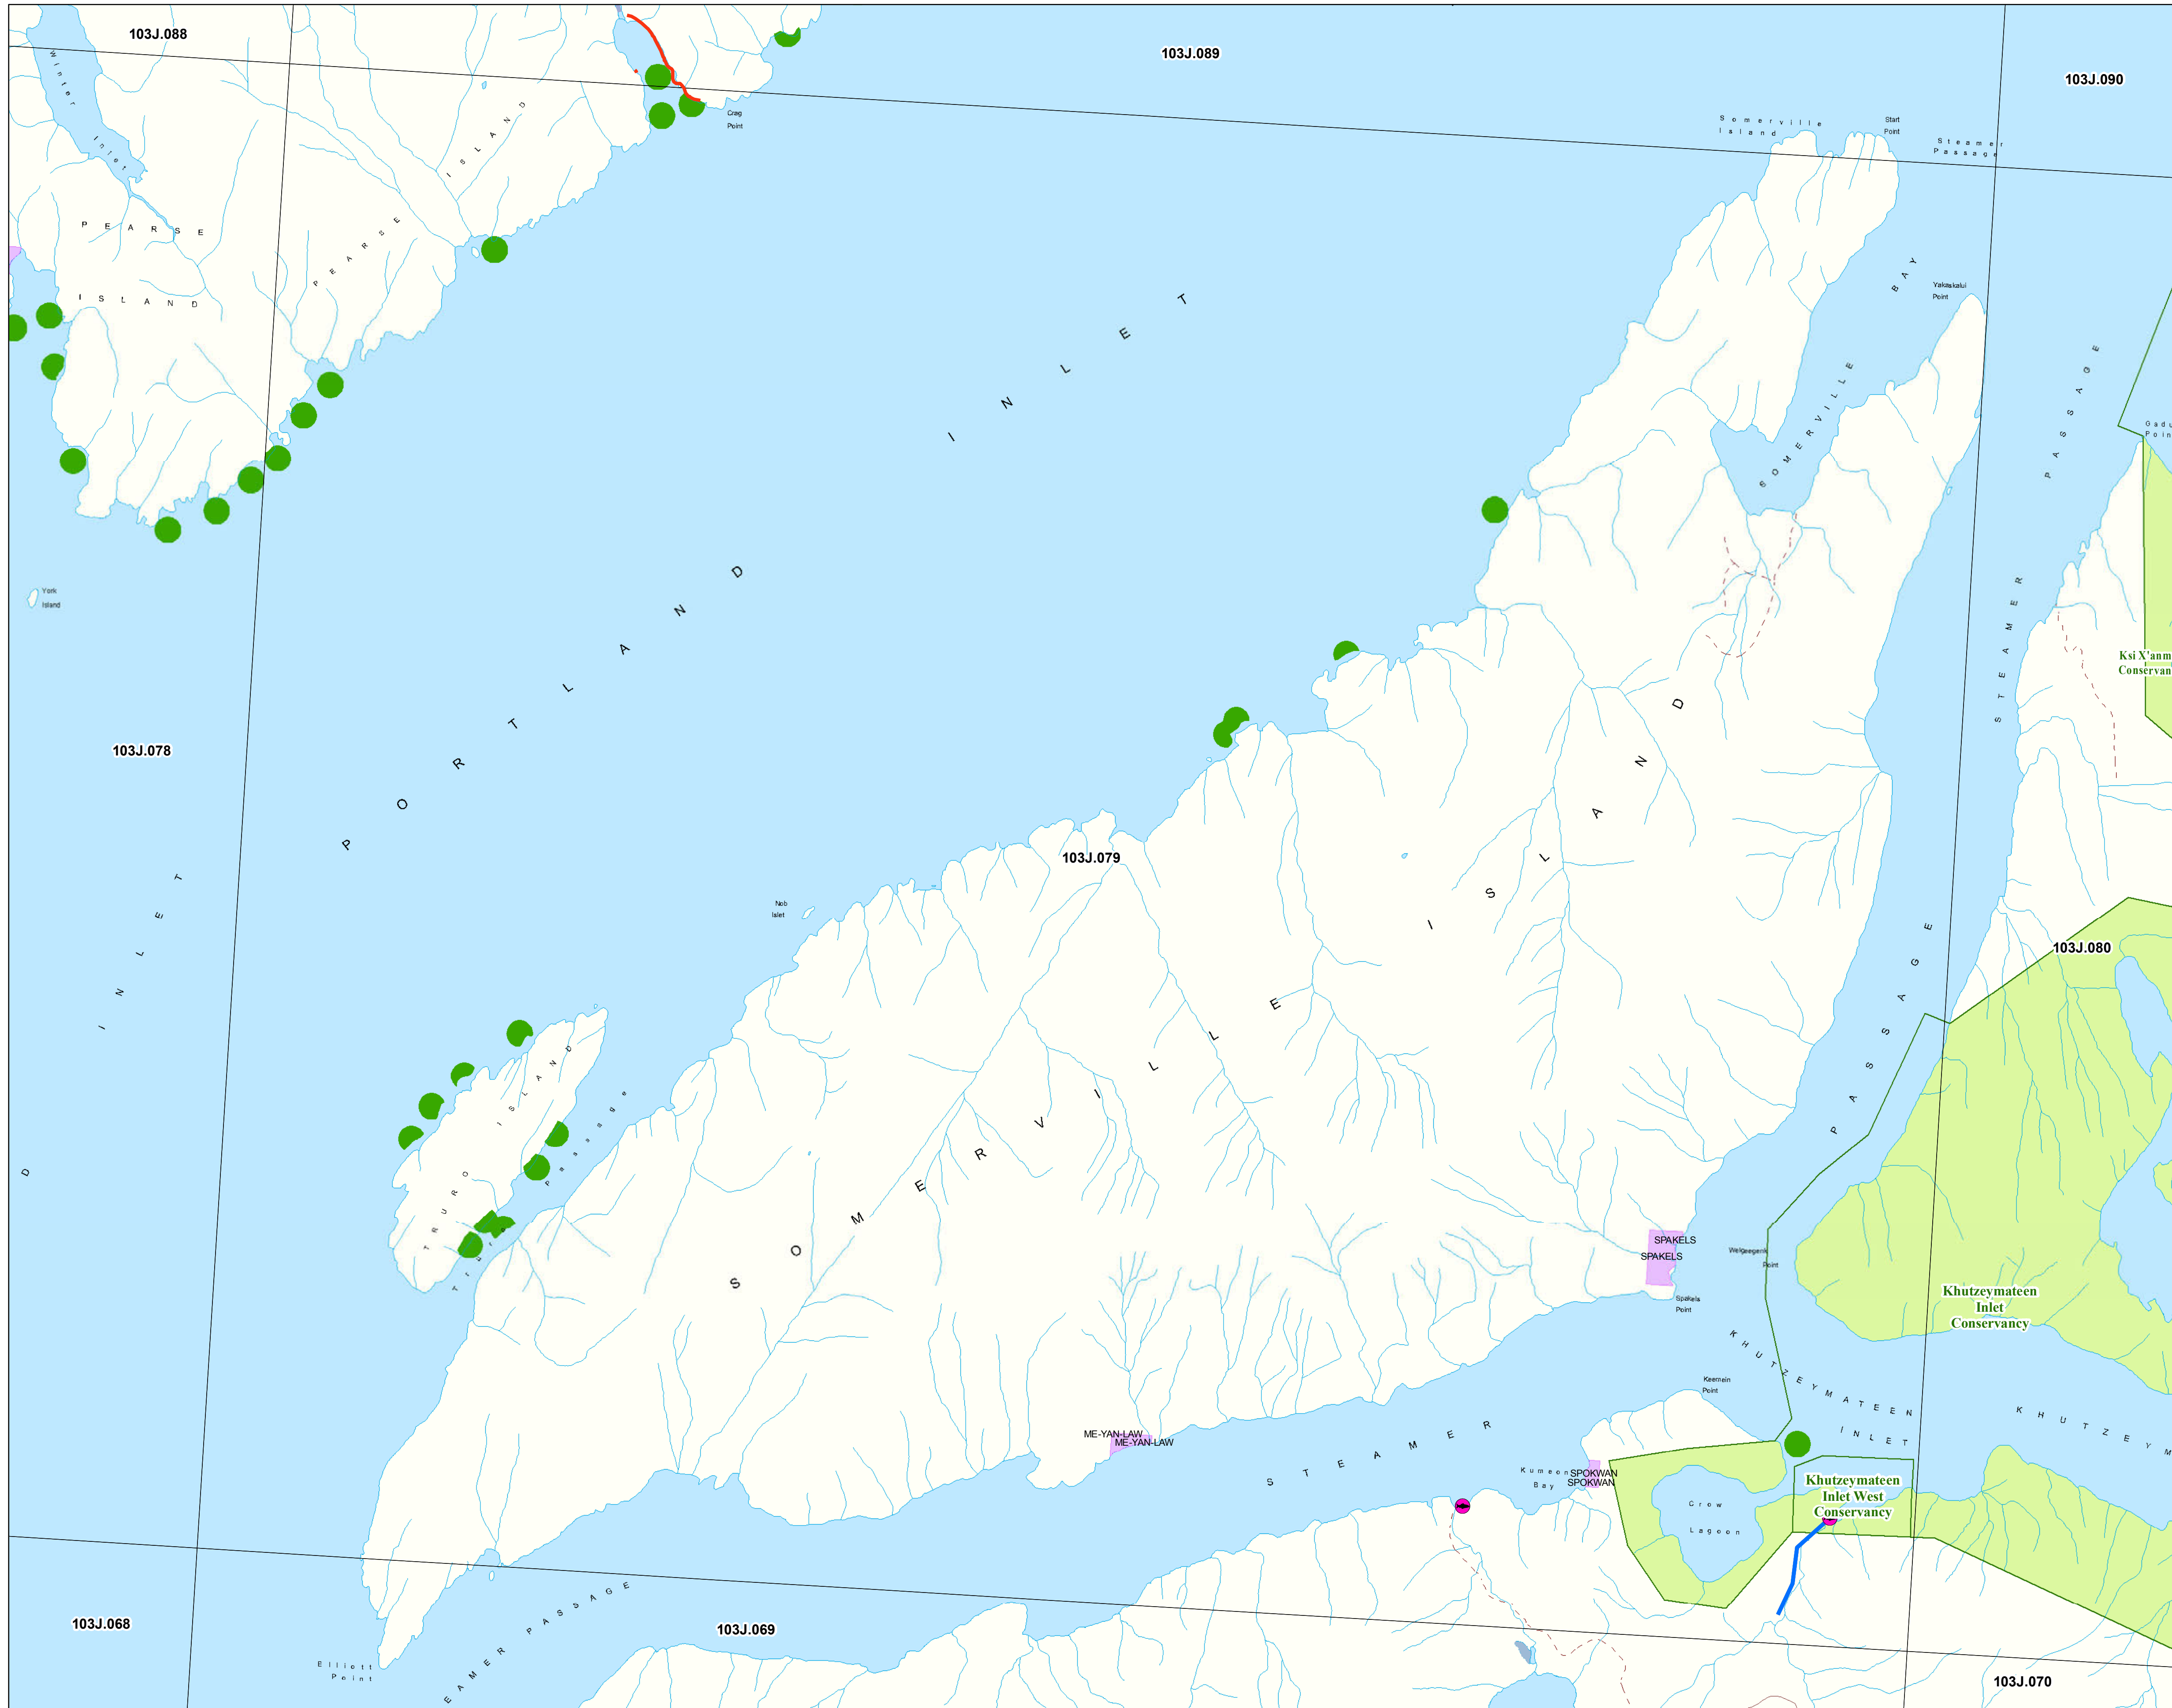 103J.088
103J.089
103J.090
Winter
Inlet
Crag
Point
Somerville
Island
Start
Point
Steamer
Passage
PEARSE
ISLAND
PEARSE
ISLAND
PORTLAND
INLET
SOMERVILLE
BAY
Yakaskalui
Point
STEAMER
PASSAGE
York
Island
Ksi X'anm
Conservan
103J.078
103J.079
103J.080
Nob
Islet
D
INLET
SOMERVILLE
ISLAND
PASSAGE
TRURO
ISLAND
Truro
Passage
SPAKELS
SPAKELS
Spakels
Point
Point
Khutzeymateen
Inlet
Conservancy
KHUTZEYMATEEN
INLET
KHUTZEYM
Keemein
Point
ME-YAN-LAW
ME-YAN-LAW
STEAMER
Kumeon
Bay
SPOKWAN
SPOKWAN
Crow
Lagoon
Khutzeymateen
Inlet West
Conservancy
103J.068
103J.069
103J.070
Elliott
Point
EAMER PASSAGE